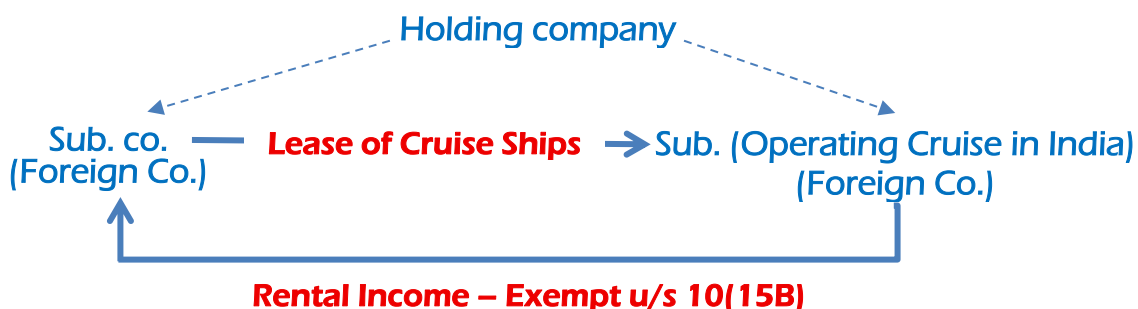 Holding company
Sub. co.
(Foreign Co.)
Lease of Cruise Ships
Sub. (Operating Cruise in India)
(Foreign Co.)
Rental Income – Exempt u/s 10(15B)